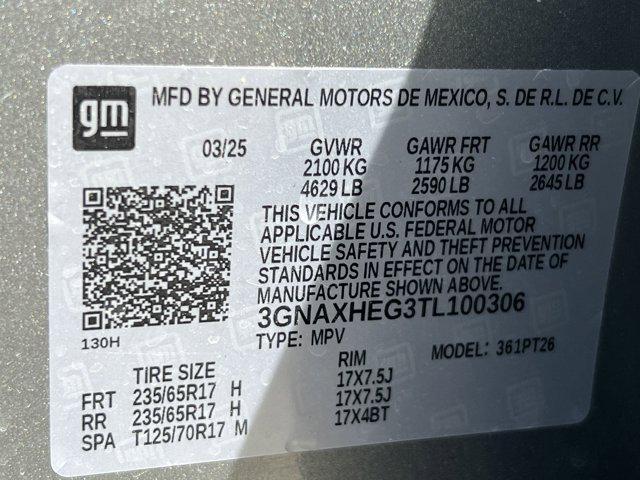 gm
MFD BY GENERAL MOTORS DE MEXICO, S. DE R.L. DE C.V.
03/25 GVWR GAWR FRT GAWR RR
2100 KG 1175 KG 1200 KG
4629 LB 2590 LB 2645 LB
THIS VEHICLE CONFORMS TO ALL
APPLICABLE U.S. FEDERAL MOTOR
VEHICLE SAFETY AND THEFT PREVENTION
STANDARDS IN EFFECT ON THE DATE OF
MANUFACTURE SHOWN ABOVE.
3GNAXHEG3TL100306
130H
TYPE: MPV MODEL: 361PT26
TIRE SIZE RIM
FRT 235/65R17 H 17X7.5J
RR 235/65R17 H 17X7.5J
SPA T125/70R17 M 17X4BT